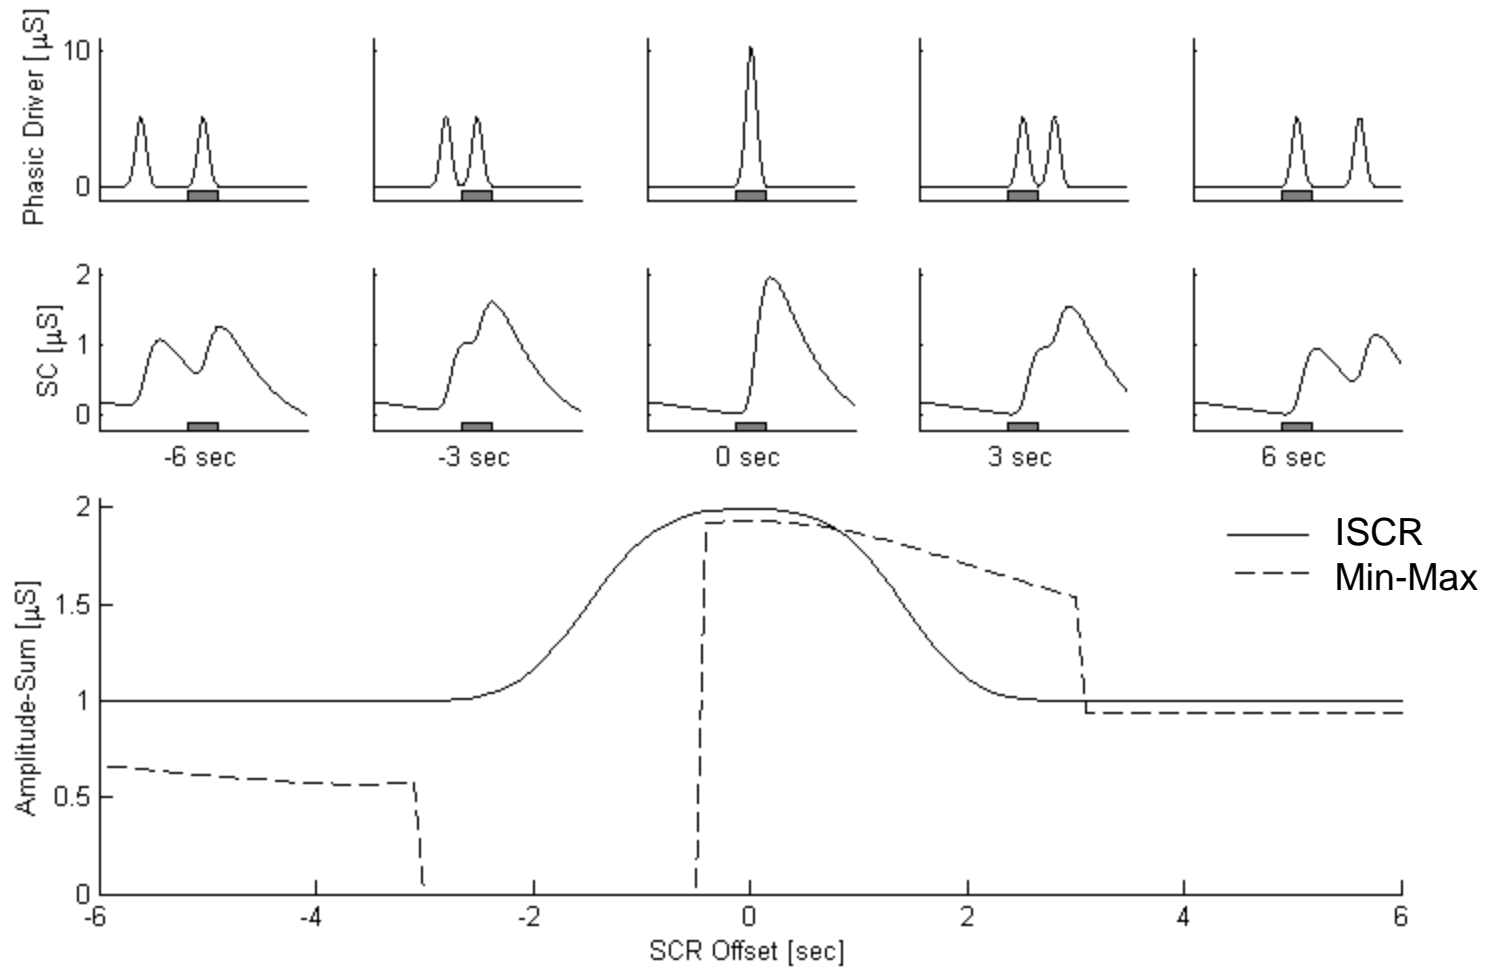 Phasic Driver [µS]
10
0
SC [µS]
2
1
0
-6 sec
-3 sec
0 sec
3 sec
6 sec
Amplitude-Sum [µS]
2
1.5
1
0.5
0
ISCR
Min-Max
-6
-4
-2
0
2
4
6
SCR Offset [sec]